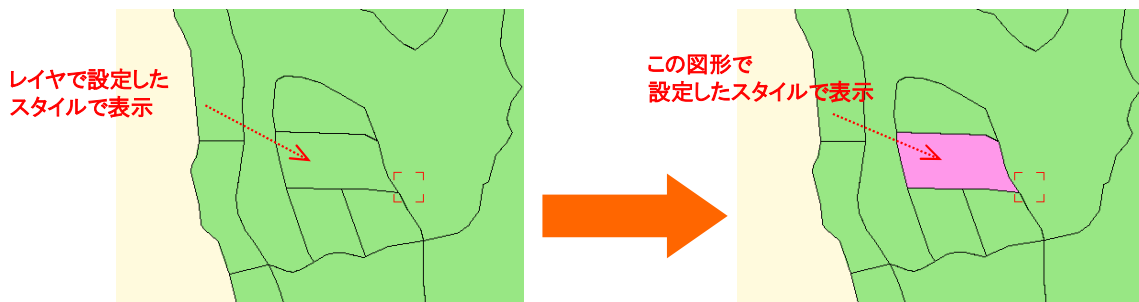 レイヤで設定した
スタイルで表示
この図形で
設定したスタイルで表示